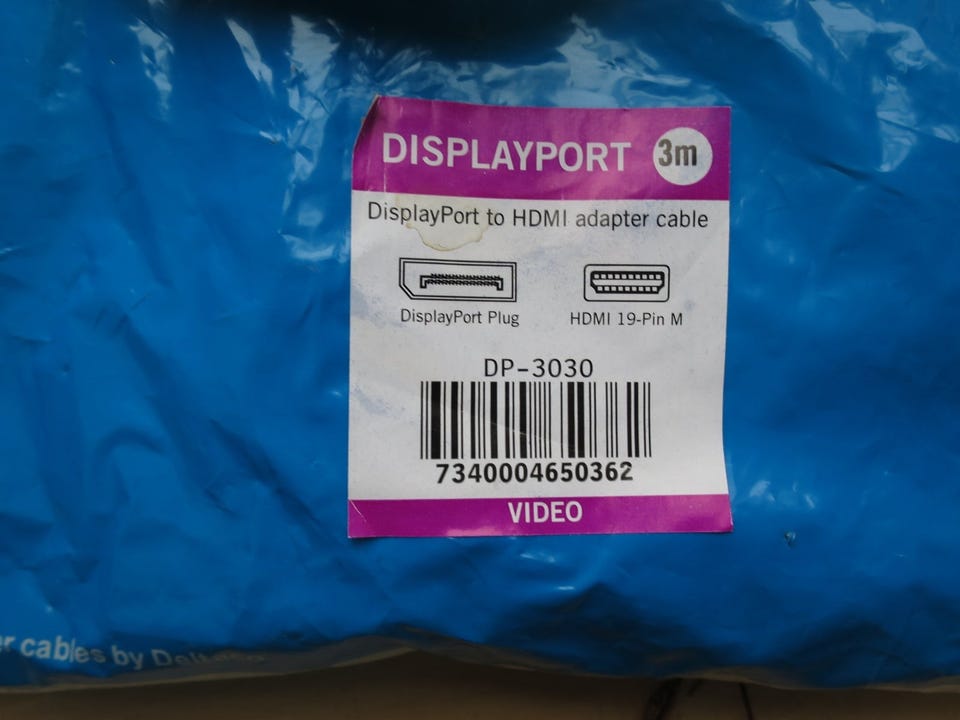 DISPLAYPORT 3m
DisplayPort to HDMI adapter cable
DisplayPort Plug HDMI 19-Pin M
DP-3030
7340004650362
VIDEO
cables by